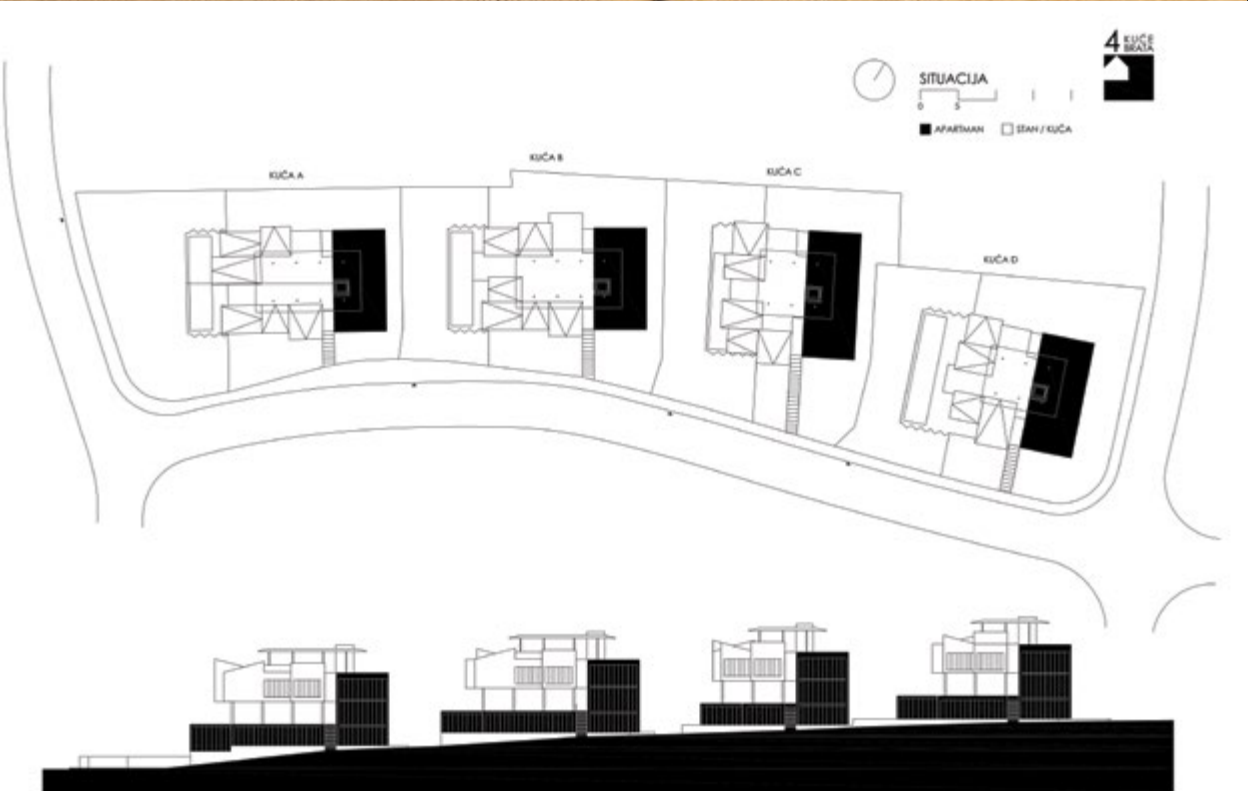 4 KUĆE
BRATA
SITUACIJA
0 5
APARTMAN STAN / KUĆA
KUĆA A
KUĆA B
KUĆA C
KUĆA D